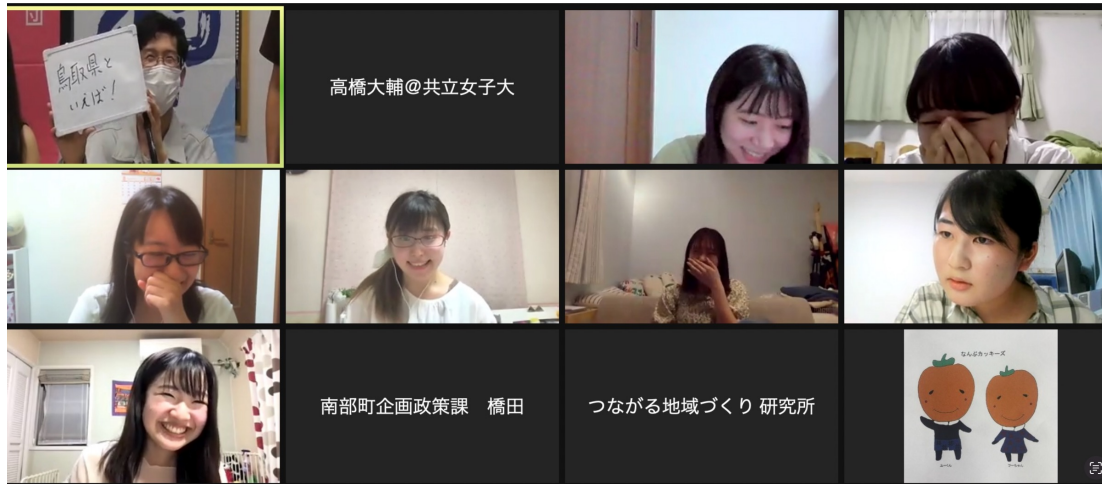 鳥取県と
いえば!
高橋大輔@共立女子大
南部町企画政策課 橋田
つながる地域づくり 研究所
なんぶカッキーズ